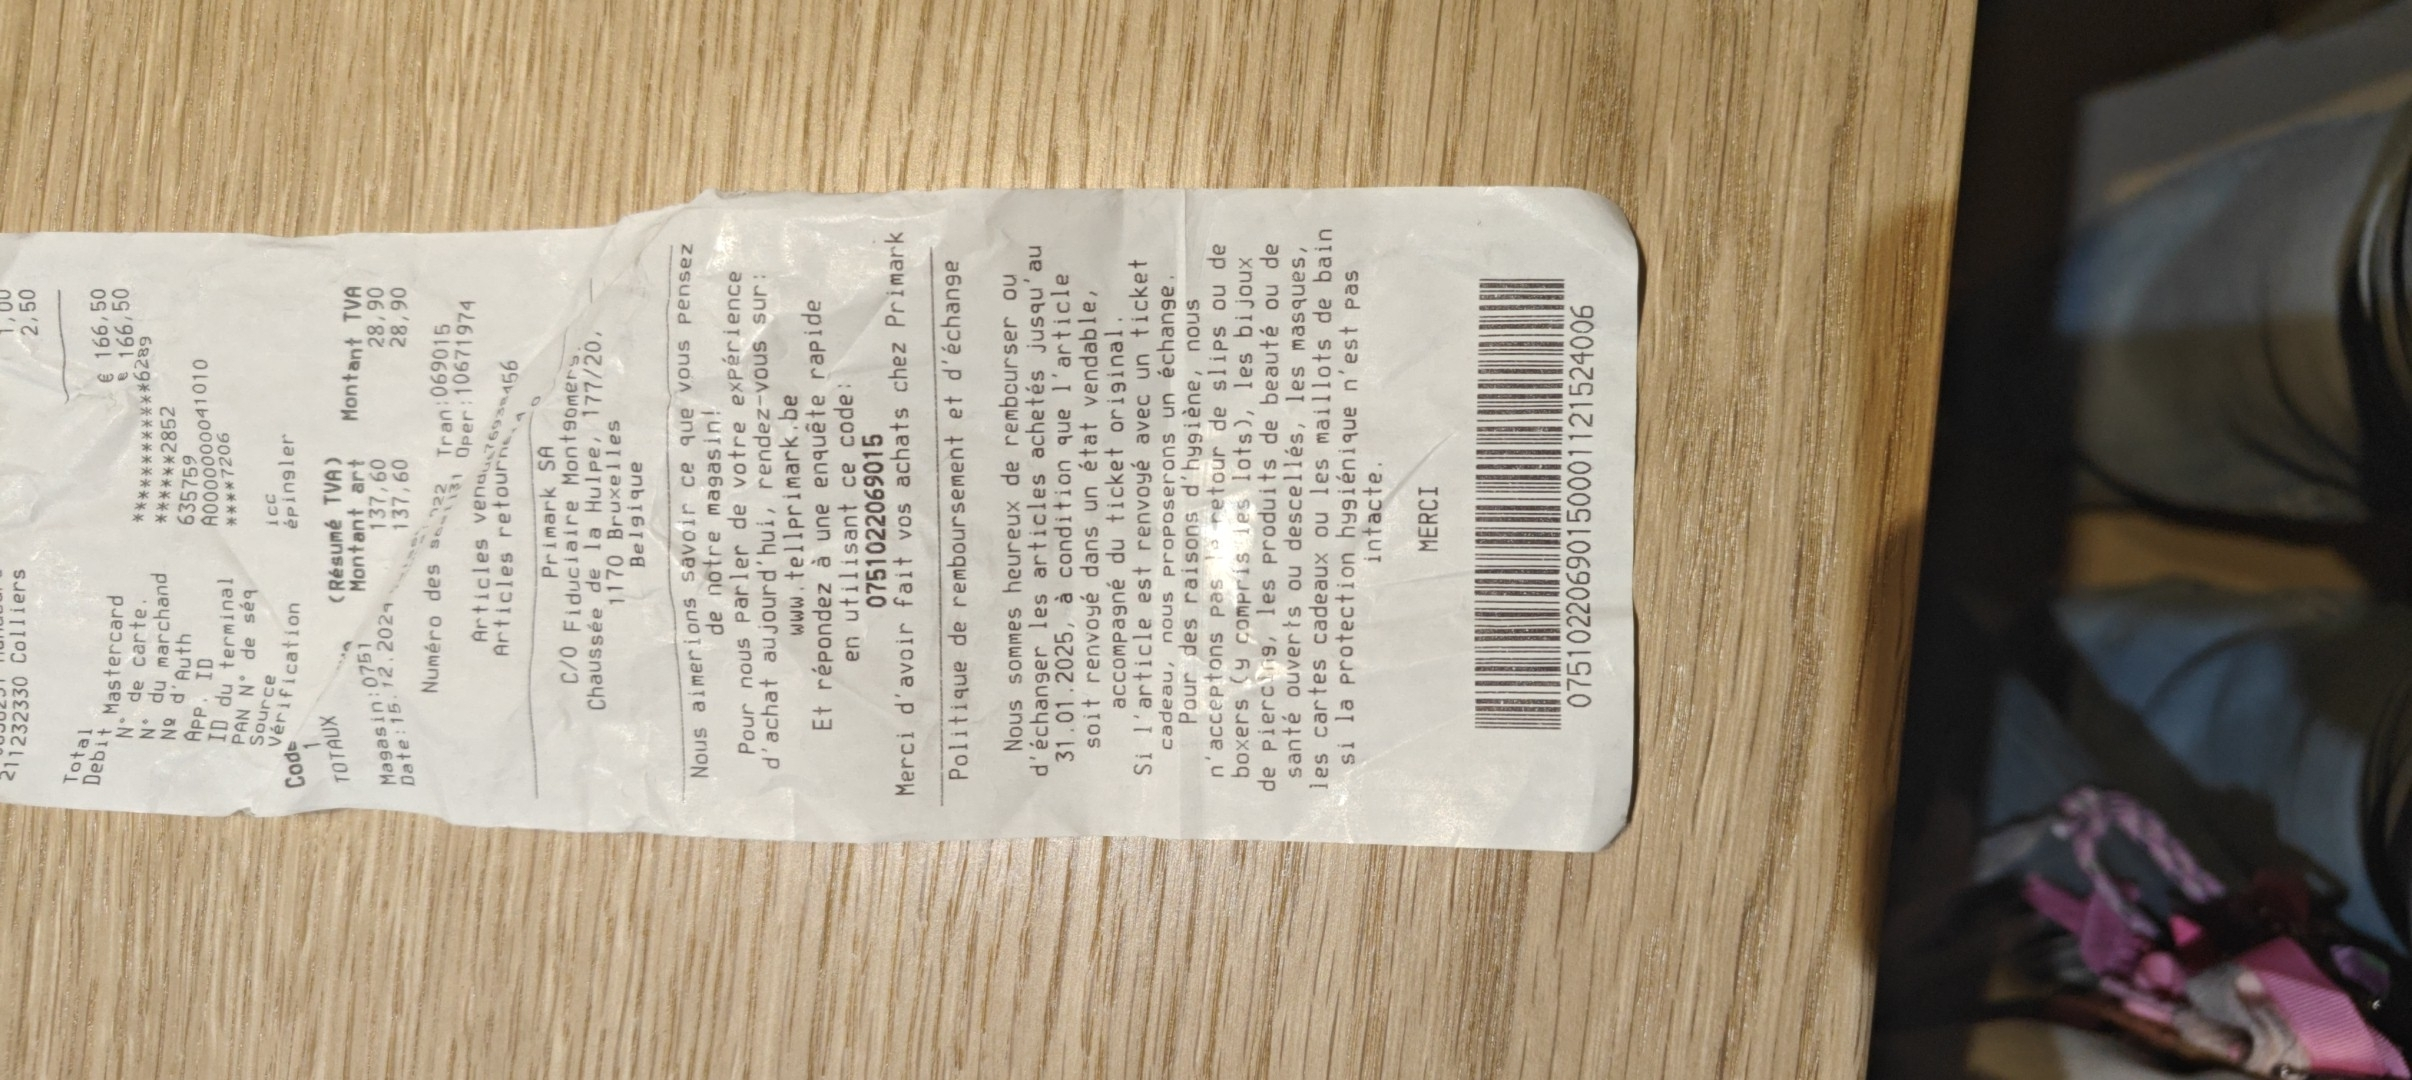 211232330 Colliers 2,50
Total € 166,50
Debit Mastercard € 166,50
N° de carte. ************6289
N° du marchand ******2852
N° d'Auth 635759
App. ID A0000000041010
ID du terminal ****7206
PAN N° de séq
Source icc
Vérification épingler
(Résumé TVA)
Code Montant art Montant TVA
1 137,60 28,90
TOTAUX 137,60 28,90
Magasin:0751 Tran:069015
Date:15.12.2024 Oper:10671974
Numéro des
Articles
Articles
Primark SA
C/O Fiduciaire Montgomery,
Chaussée de la Hulpe, 177/20,
1170 Bruxelles
Belgique
Nous aimerions savoir ce que vous pensez
de notre magasin!
Pour nous parler de votre expérience
d'achat aujourd'hui, rendez-vous sur:
www.tellprimark.be
Et répondez à une enquête rapide
en utilisant ce code:
0751022069015
Merci d'avoir fait vos achats chez Primark
Politique de remboursement et d'échange
Nous sommes heureux de rembourser ou
d'échanger les articles achetés jusqu'au
31.01.2025, à condition que l'article
soit renvoyé dans un état vendable,
accompagné du ticket original.
Si l'article est renvoyé avec un ticket
cadeau, nous proposerons un échange.
Pour des raisons d'hygiène, nous
n'acceptons pas le retour de slips ou de
boxers (y compris les lots), les bijoux
de piercing, les produits de beauté ou de
santé ouverts ou descellés, les masques,
les cartes cadeaux ou les maillots de bain
si la protection hygiénique n'est pas
intacte.
MERCI
07510220690150001121524006